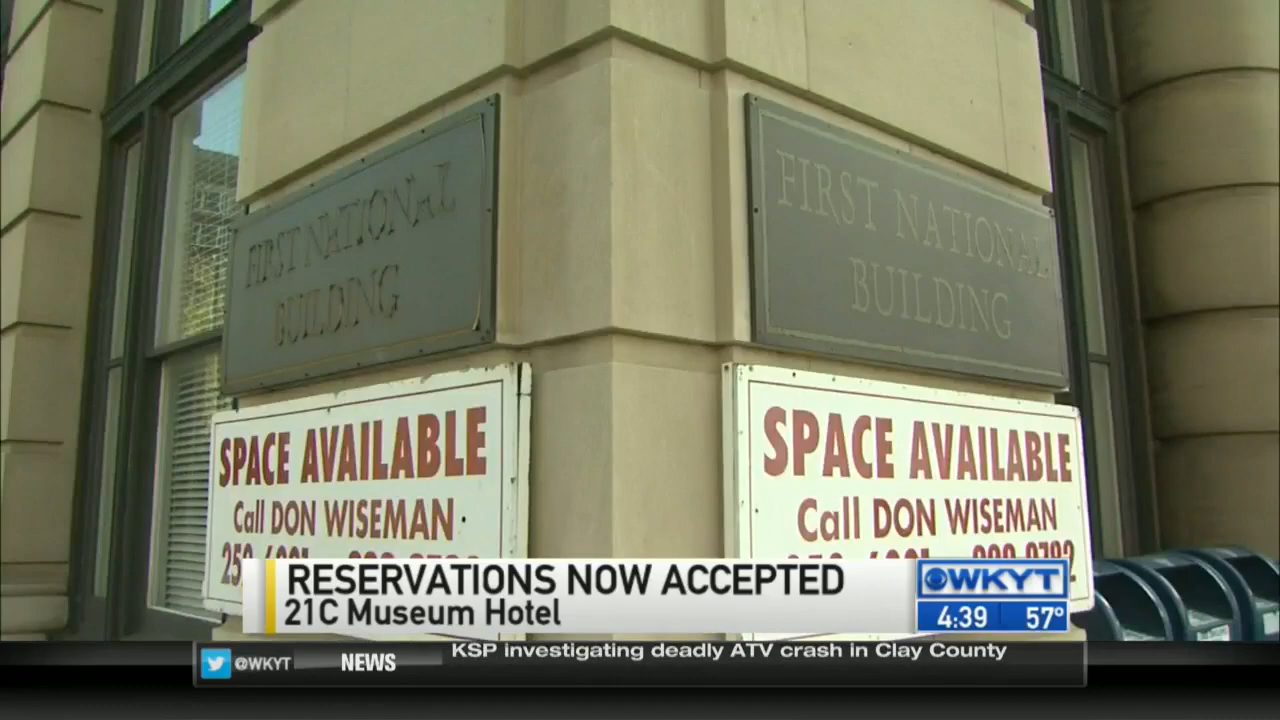 FIRST NATIONAL
BUILDING
FIRST NATIONAL
BUILDING
SPACE AVAILABLE
Call DON WISEMAN
SPACE AVAILABLE
Call DON WISEMAN
RESERVATIONS NOW ACCEPTED
21C Museum Hotel
WKYT
4:39 57°
@WKYT NEWS KSP investigating deadly ATV crash in Clay County